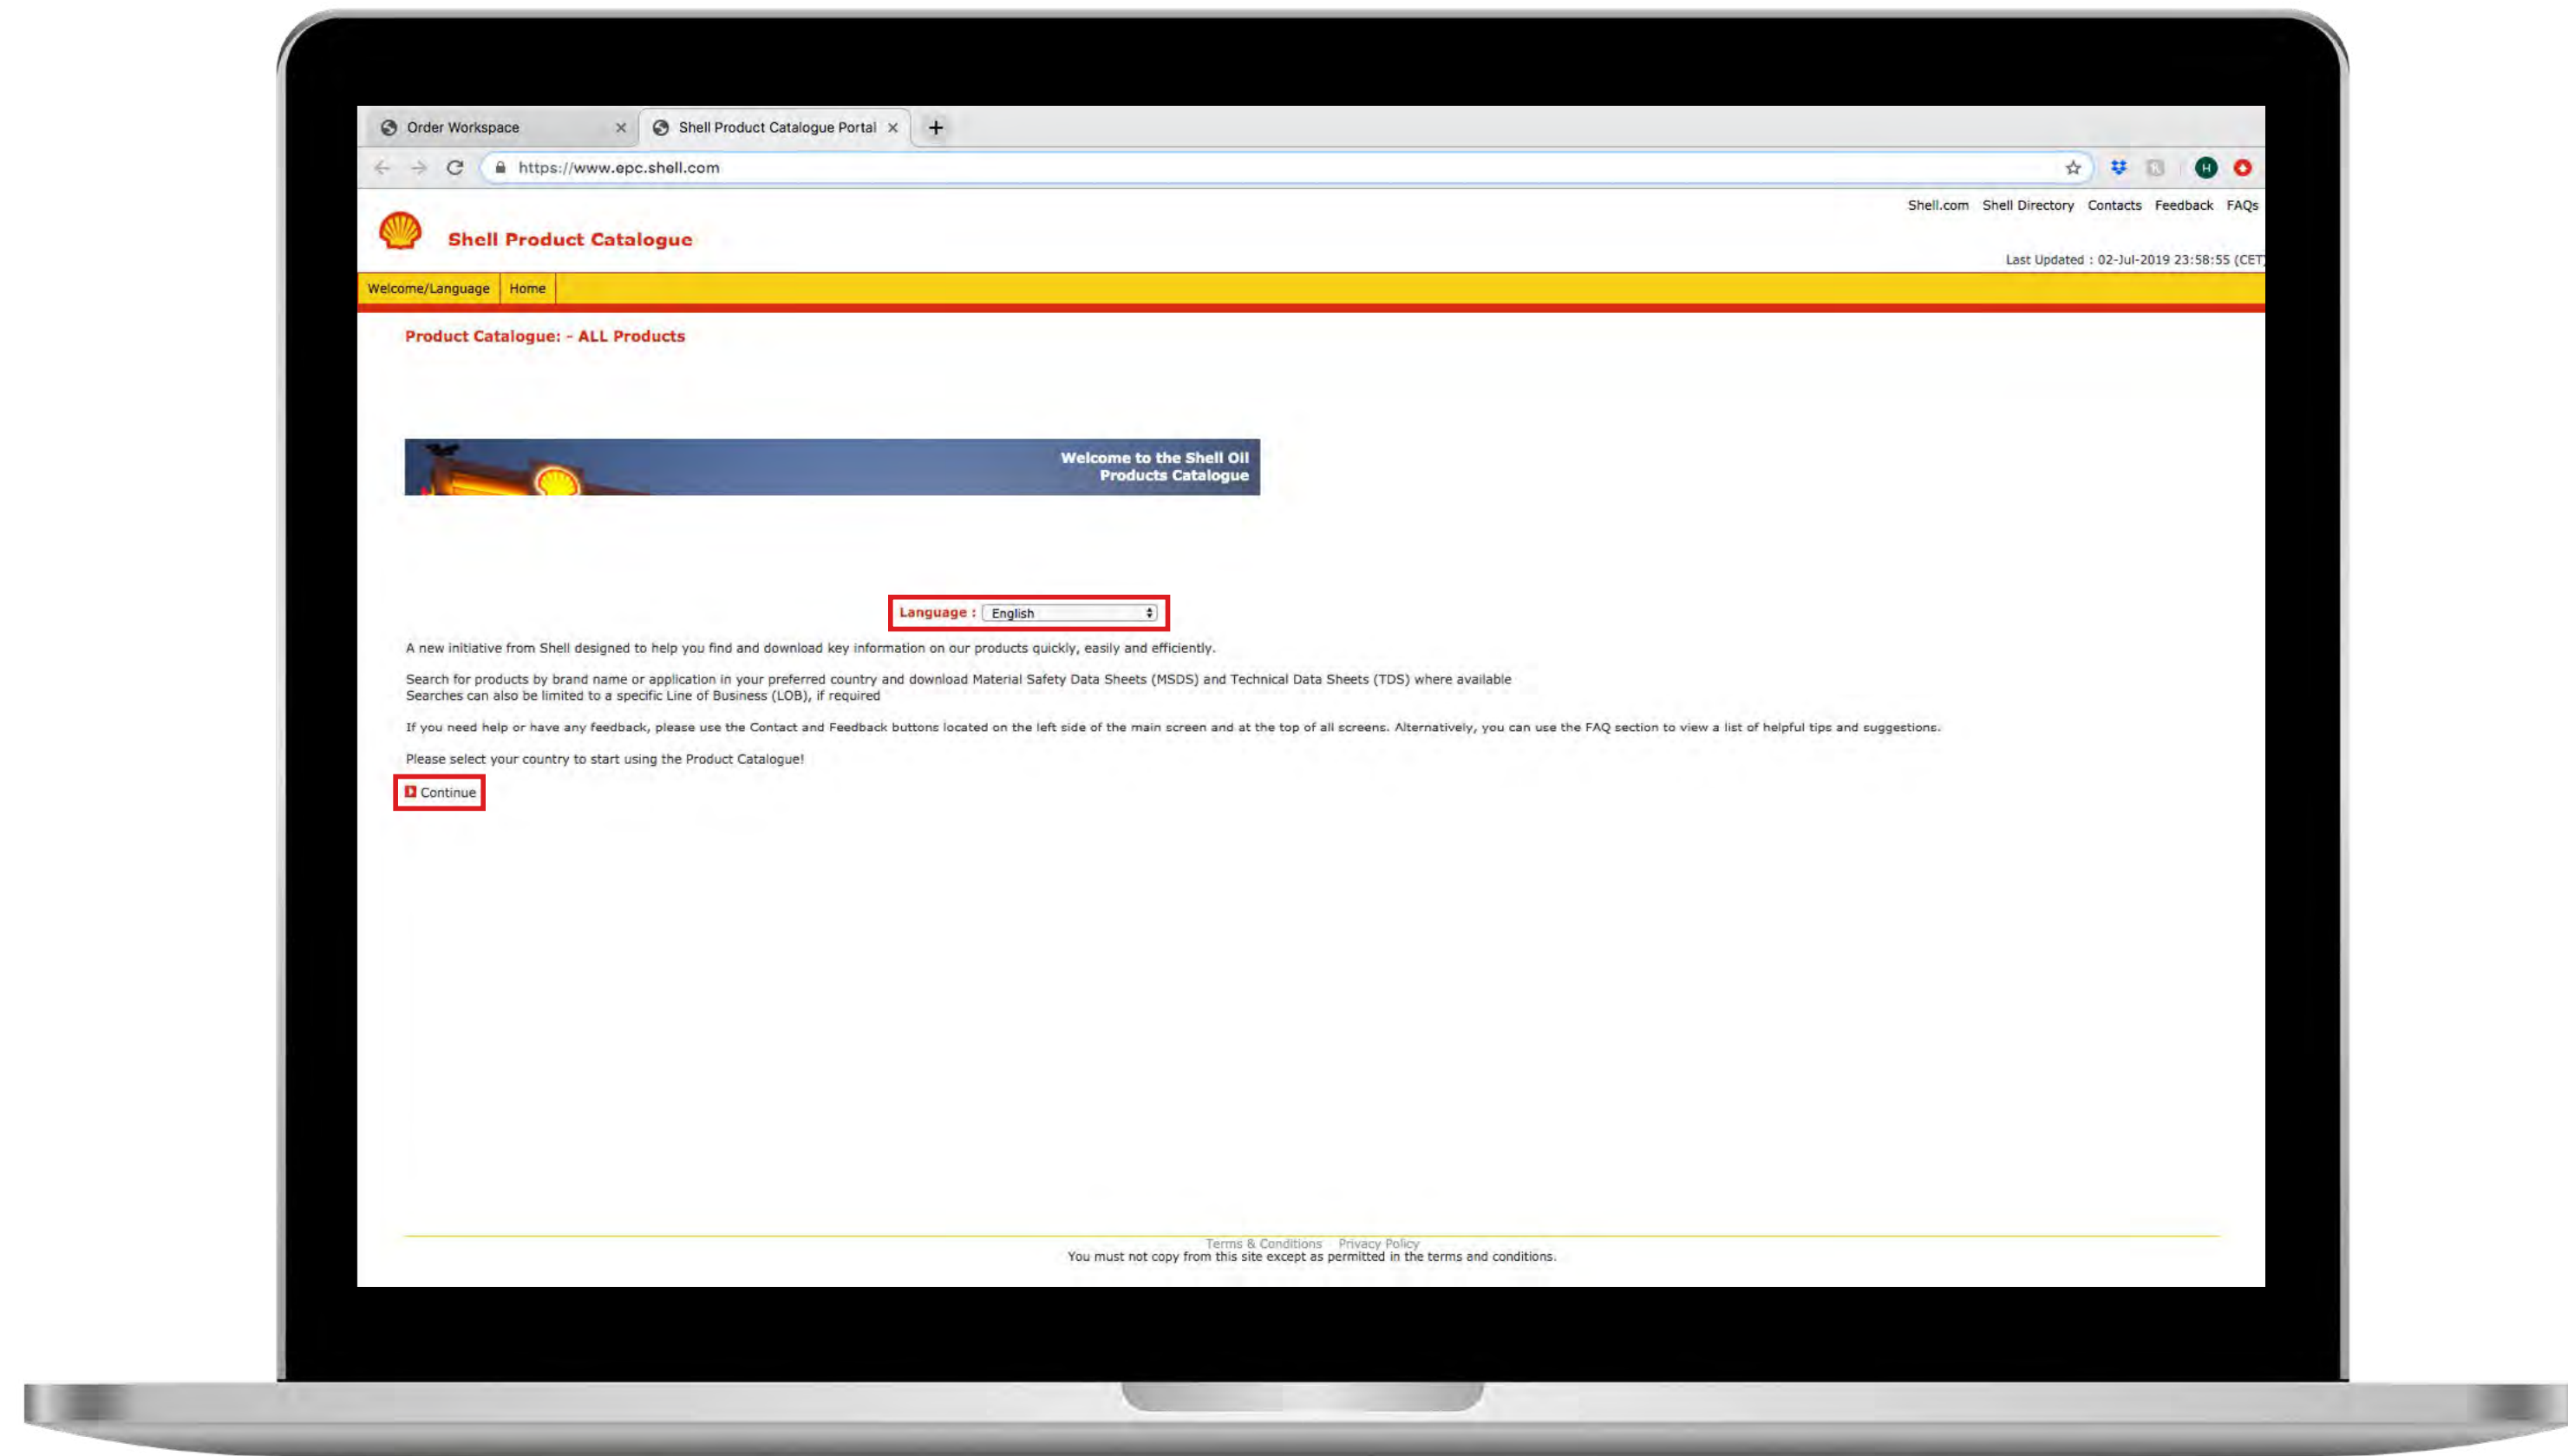 Order Workspace
Shell Product Catalogue Portal
https://www.epc.shell.com
H
Shell.com Shell Directory Contacts Feedback FAQs
Shell Product Catalogue
Last Updated : 02-Jul-2019 23:58:55 (CET)
Welcome/Language Home
Product Catalogue: - ALL Products
Welcome to the Shell Oil
Products Catalogue
Language : English
A new initiative from Shell designed to help you find and download key information on our products quickly, easily and efficiently.
Search for products by brand name or application in your preferred country and download Material Safety Data Sheets (MSDS) and Technical Data Sheets (TDS) where available
Searches can also be limited to a specific Line of Business (LOB), if required
If you need help or have any feedback, please use the Contact and Feedback buttons located on the left side of the main screen and at the top of all screens. Alternatively, you can use the FAQ section to view a list of helpful tips and suggestions.
Please select your country to start using the Product Catalogue!
Continue
Terms & Conditions Privacy Policy
You must not copy from this site except as permitted in the terms and conditions.